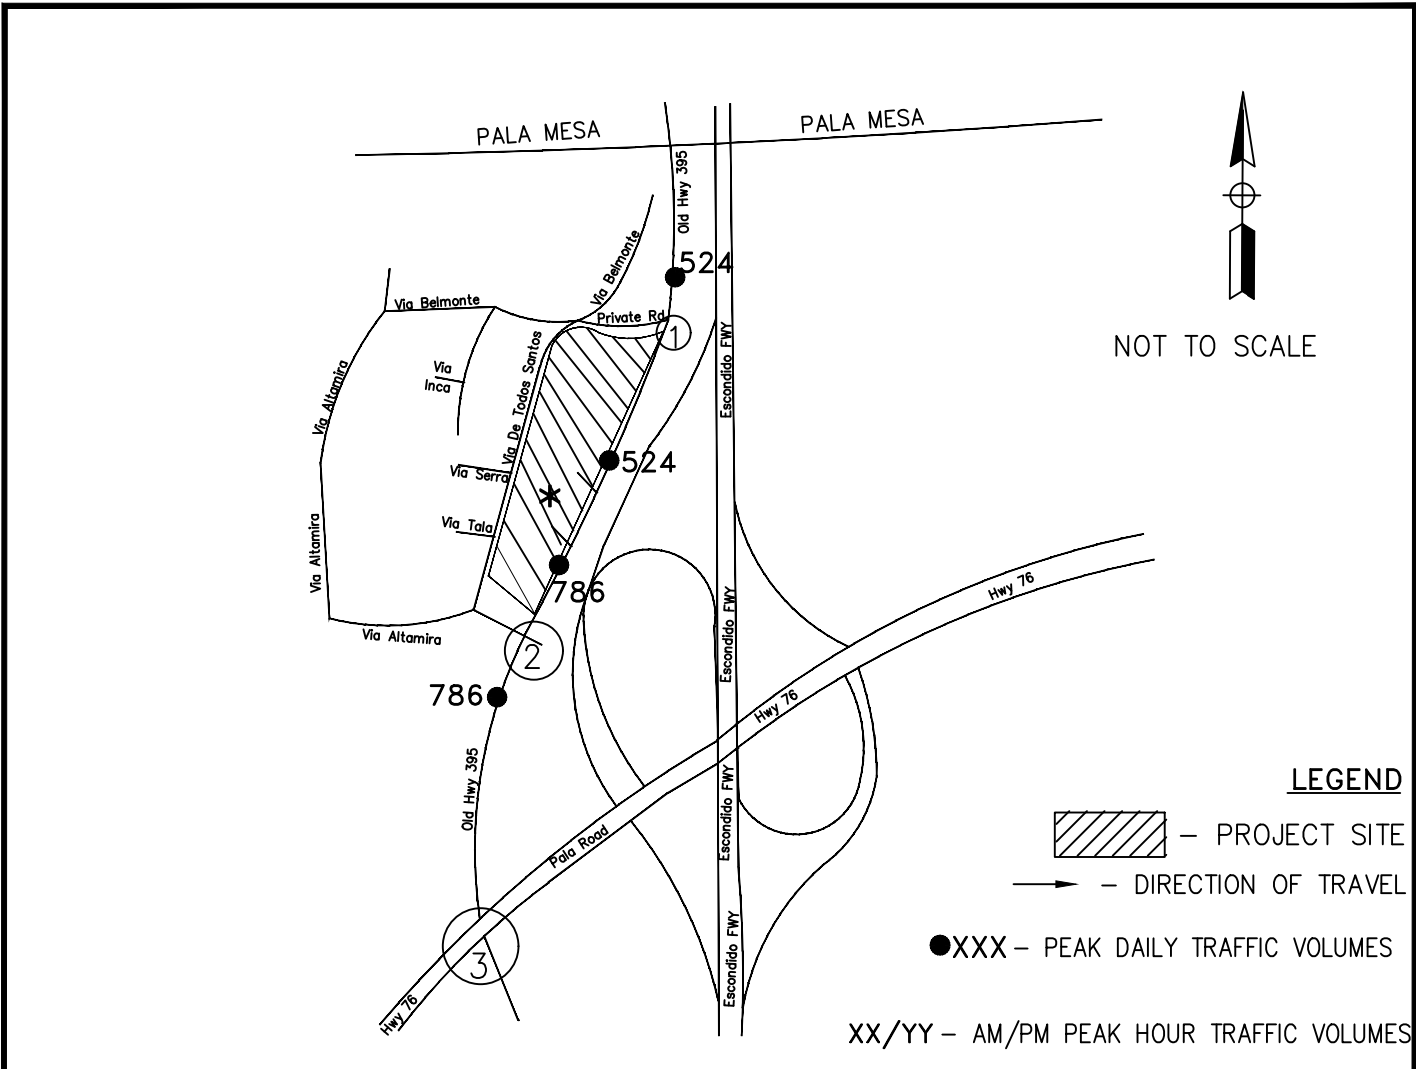 PALA MESA
PALA MESA
Old Hwy 395
Via Belmonte
524
Via Belmonte
Private Rd
1
NOT TO SCALE
Via
Inca
Via Altamira
Via De Todos Santos
Escondido FWY
524
Via Serra
Via Tala
Via Altamira
786
Hwy 76
Via Altamira
Escondido FWY
2
786
Hwy 76
Old Hwy 395
LEGEND
Escondido FWY
– PROJECT SITE
Pala Road
– DIRECTION OF TRAVEL
Escondido FWY
XXX – PEAK DAILY TRAFFIC VOLUMES
3
Hwy 76
XX/YY – AM/PM PEAK HOUR TRAFFIC VOLUMES